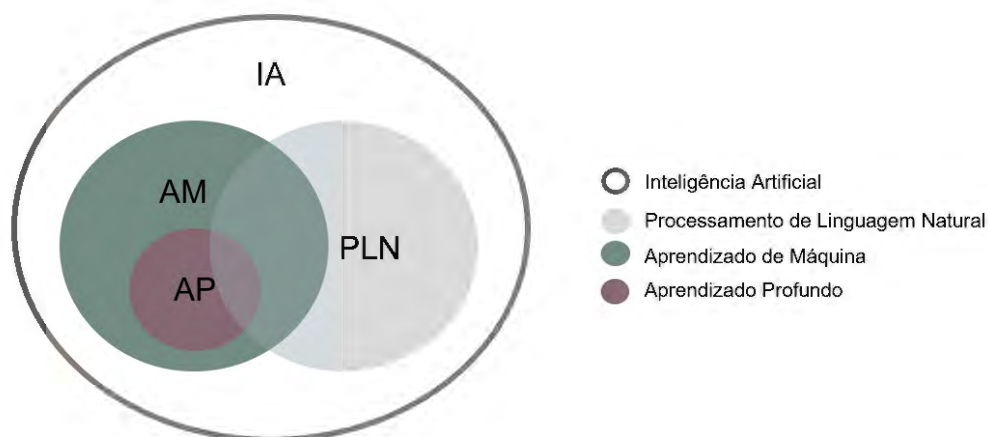 IA
AM
PLN
AP
Inteligência Artificial
Processamento de Linguagem Natural
Aprendizado de Máquina
Aprendizado Profundo